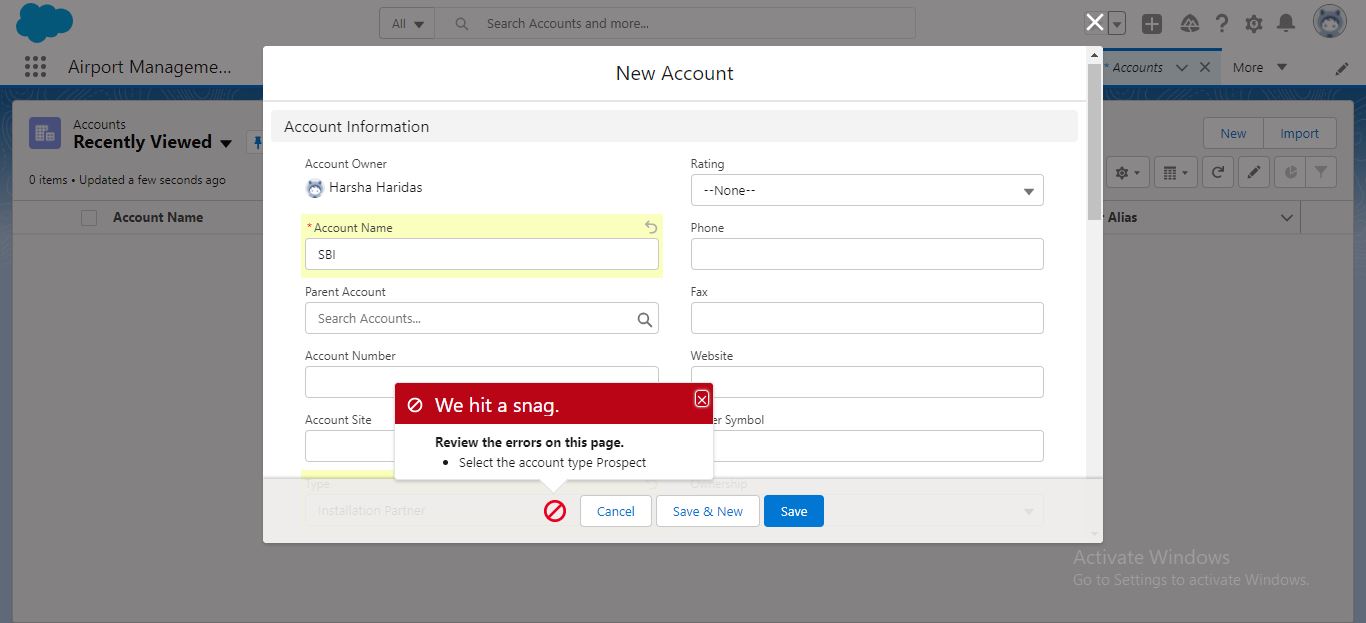 All
Search Accounts and more...
Airport Manageme...
* Accounts
More
New Account
Accounts
Recently Viewed
0 items • Updated a few seconds ago
New
Import
Account Name
Alias
Account Information
Account Owner
Harsha Haridas
Rating
--None--
*Account Name
SBI
Phone
Parent Account
Search Accounts...
Fax
Account Number
Website
Account Site
Symbol
We hit a snag.
Review the errors on this page.
• Select the account type Prospect
Type
Ownership
Installation Partner
Cancel
Save & New
Save
Activate Windows
Go to Settings to activate Windows.